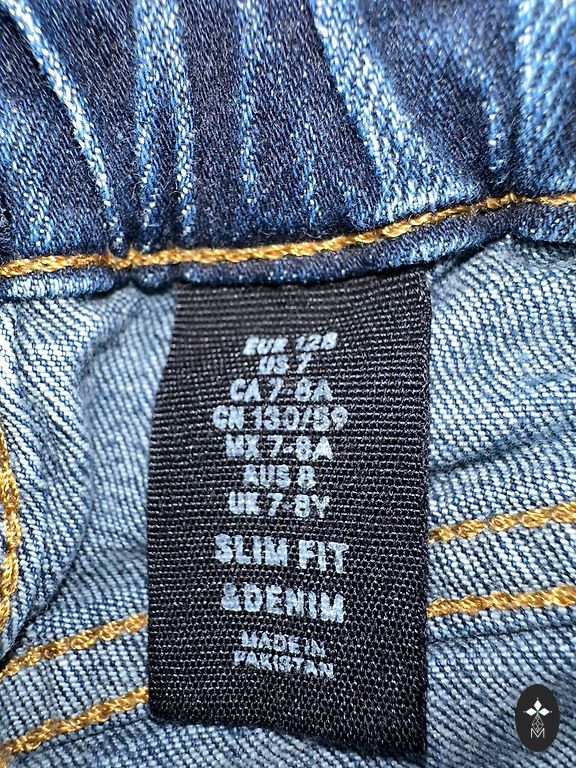 EUR 128
US 7
CA 7-8A
CN 130/59
MX 7-8A
AUS 8
UK 7-8Y
SLIM FIT
&DENIM
MADE IN
PAKISTAN